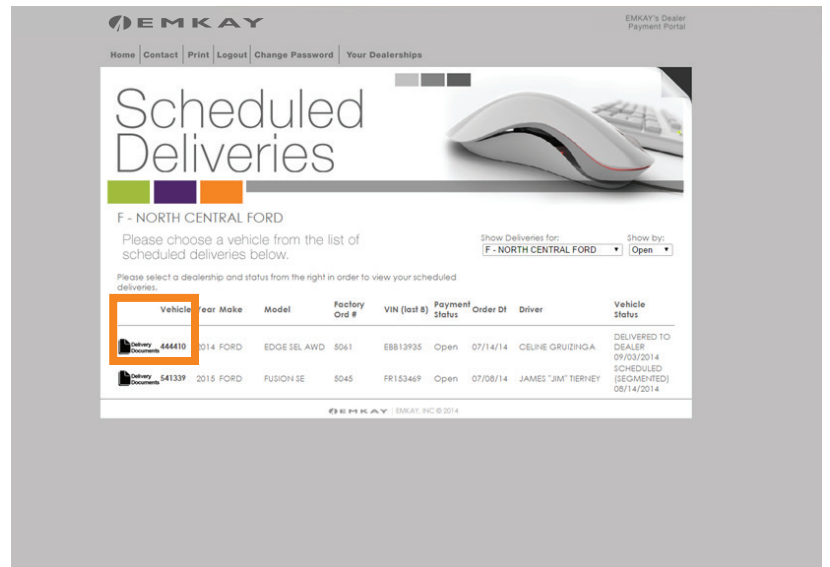 EMKAY
EMKAY's Dealer
Payment Portal
Home Contact Print Logout Change Password Your Dealerships
Scheduled
Deliveries
F - NORTH CENTRAL FORD
Please choose a vehicle from the list of
scheduled deliveries below.
Show Deliveries for: Show by:
F - NORTH CENTRAL FORD Open
Please select a dealership and status from the right in order to view your scheduled
deliveries.
Vehicle Year Make Model Factory Ord # VIN (last 8) Payment Status Order Dt Driver Vehicle Status
Delivery Documents 444410 2014 FORD EDGE SEL AWD 5061 EBB13935 Open 07/14/14 CELINE GRUIZINGA DELIVERED TO DEALER 09/03/2014
Delivery Documents 541339 2015 FORD FUSION SE 5045 FR153469 Open 07/08/14 JAMES "JIM" TIERNEY SCHEDULED (SEGMENTED) 08/14/2014
EMKAY | EMKAY, INC © 2014